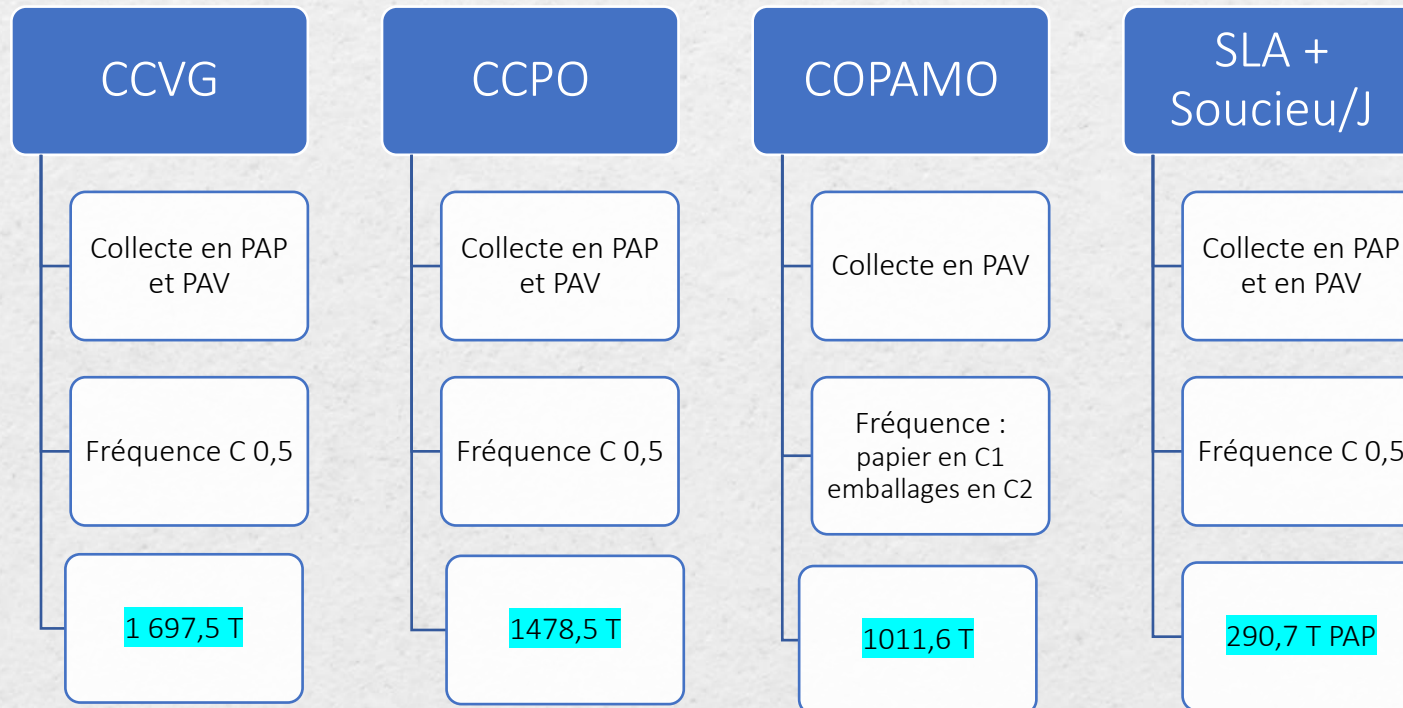 CCVG
Collecte en PAP
et PAV
Fréquence C 0,5
1 697,5 T
CCPO
Collecte en PAP
et PAV
Fréquence C 0,5
1478,5 T
COPAMO
Collecte en PAV
Fréquence :
papier en C1
emballages en C2
1011,6 T
SLA +
Soucieu/J
Collecte en PAP
et en PAV
Fréquence C 0,5
290,7 T PAP